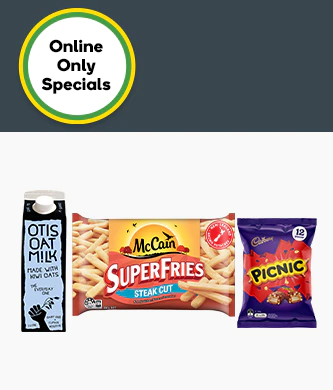 Online
Only
Specials
OTIS
OAT
MILK
MADE WITH
KIWI OATS
THE EVERYDAY
ONE
McCain
SUPERFRIES
STEAK CUT
Cadbury
12
PICNIC